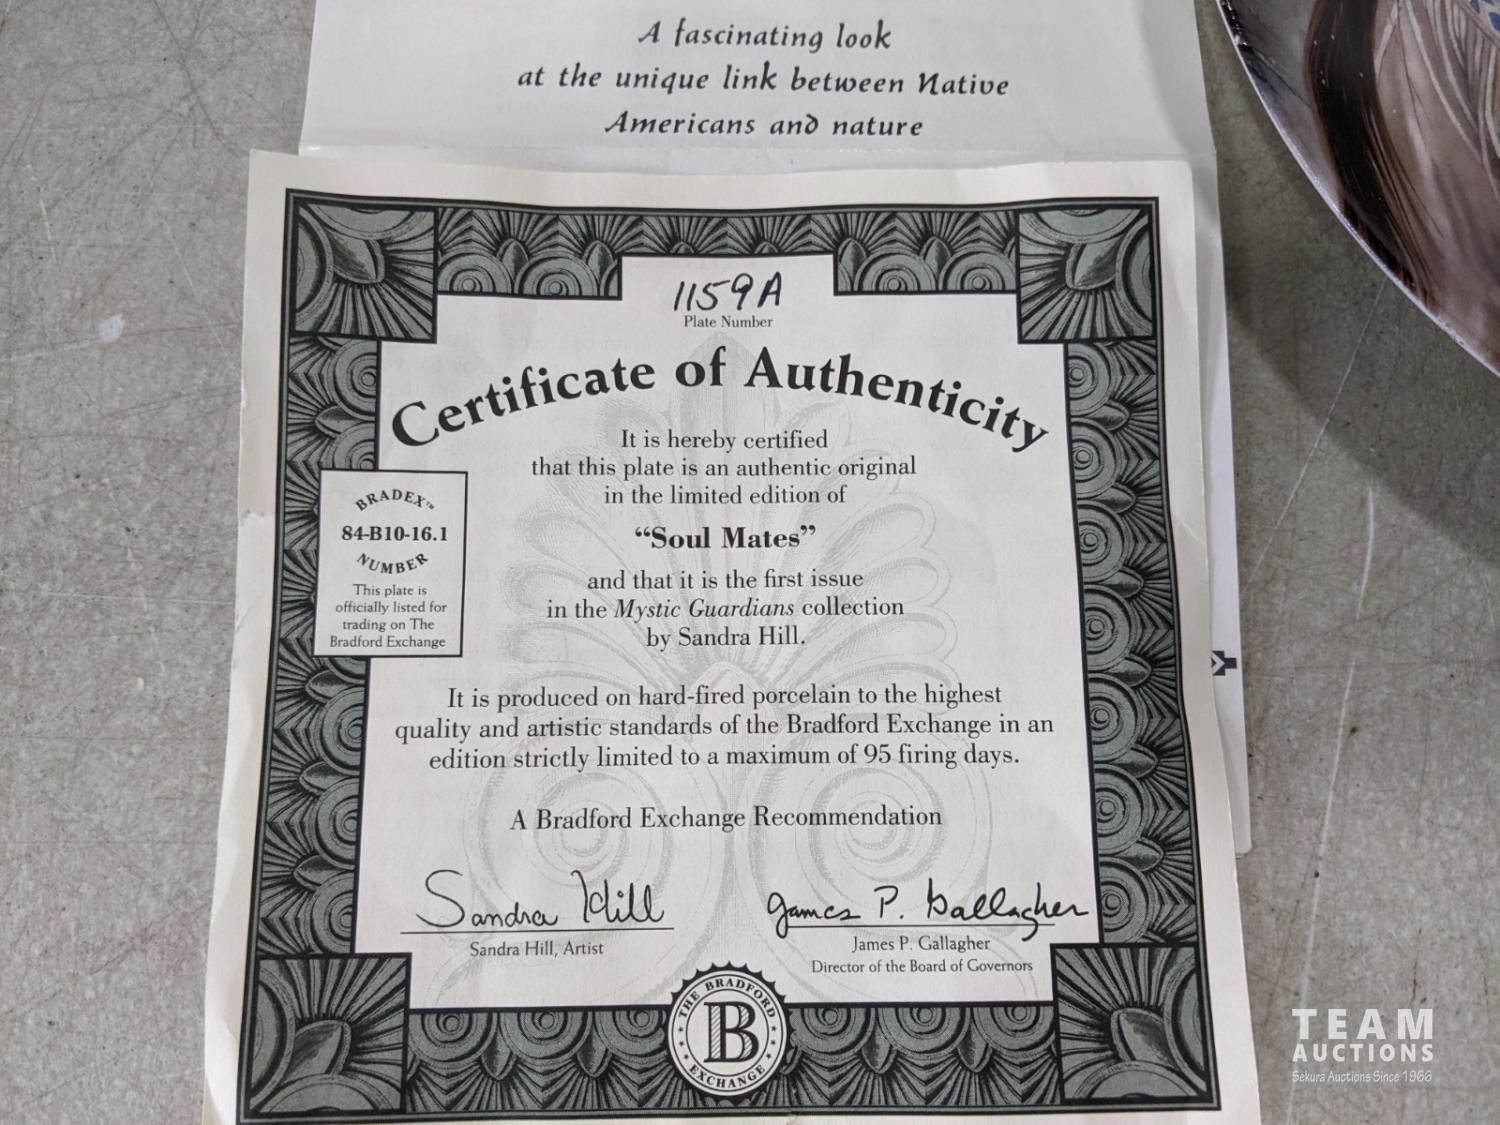 A fascinating look
at the unique link between Native
Americans and nature
1159A
Plate Number
Certificate of Authenticity
It is hereby certified
that this plate is an authentic original
in the limited edition of
“Soul Mates”
and that it is the first issue
in the Mystic Guardians collection
by Sandra Hill.
BRADEX™
84-B10-16.1
NUMBER
This plate is
officially listed for
trading on The
Bradford Exchange
It is produced on hard-fired porcelain to the highest
quality and artistic standards of the Bradford Exchange in an
edition strictly limited to a maximum of 95 firing days.
A Bradford Exchange Recommendation
Sandra Hill
Sandra Hill, Artist
James P. Gallagher
James P. Gallagher
Director of the Board of Governors
THE BRADFORD
B
EXCHANGE
TEAM
AUCTIONS
Sekura Auctions Since 1966